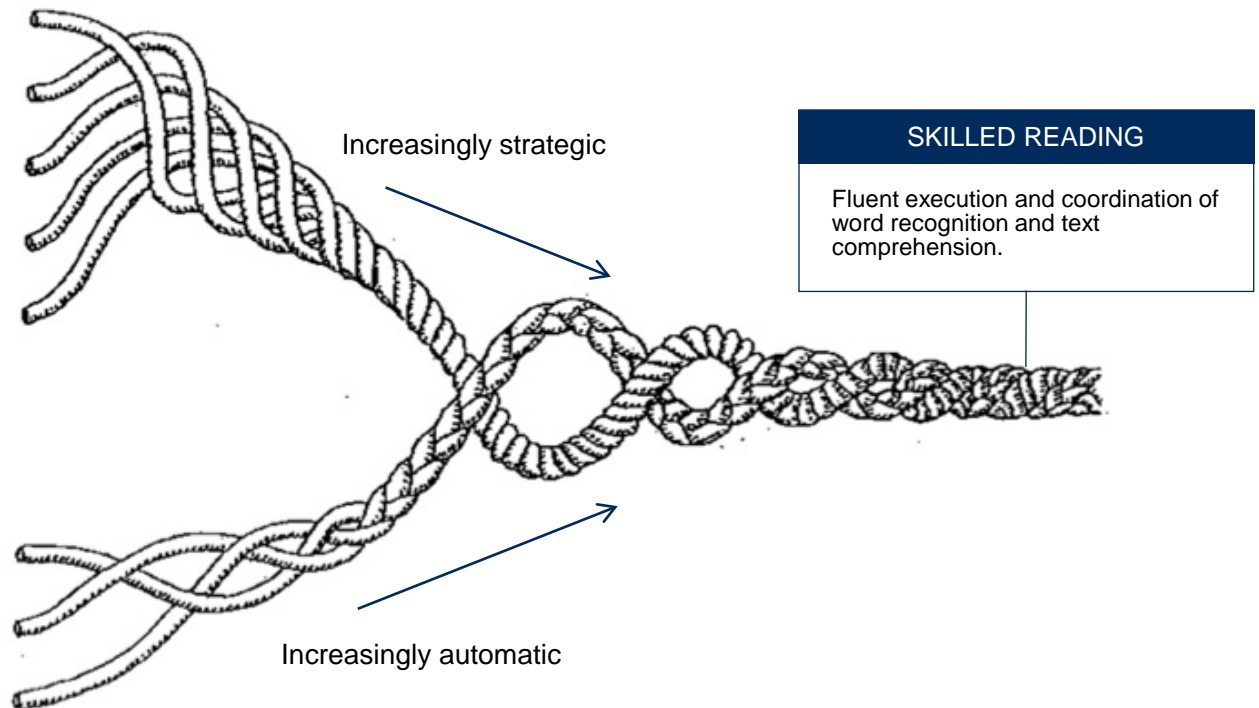 Increasingly strategic
SKILLED READING
Fluent execution and coordination of
word recognition and text
comprehension.
Increasingly automatic